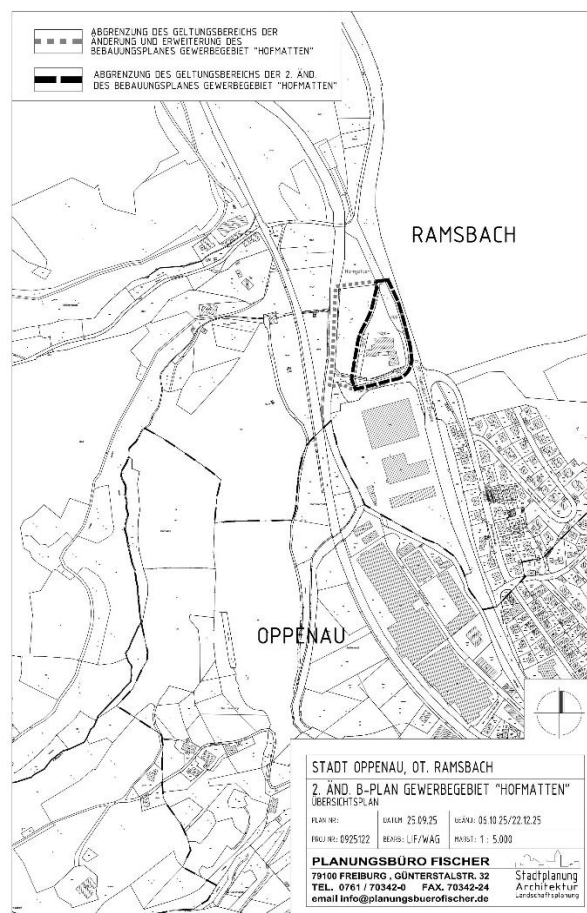 ABGRENZUNG DES GELTUNGSBEREICHS DER
ÄNDERUNG UND ERWEITERUNG DES
BEBAUUNGSPLANES GEWERBEGEBIET "HOFMATTEN"
ABGRENZUNG DES GELTUNGSBEREICHS DER 2. ÄND.
DES BEBAUUNGSPLANES GEWERBEGEBIET "HOFMATTEN"
RAMSBACH
OPPENAU
STADT OPPENAU, OT. RAMSBACH
2. ÄND. B-PLAN GEWERBEGEBIET "HOFMATTEN"
ÜBERSICHTSPLAN
PLAN NR: DATUM 25.09.25 GEÄND: 06.10.25/22.12.25
PROJ NR: 0925122 BEARB: LIF/WAG MAßST: 1 : 5.000
PLANUNGSBÜRO FISCHER
79100 FREIBURG , GÜNTERSTALSTR. 32
TEL. 0761 / 70342-0 FAX. 70342-24
email info@planungsbuerofischer.de
Stadtplanung
Architektur
Landschaftsplanung